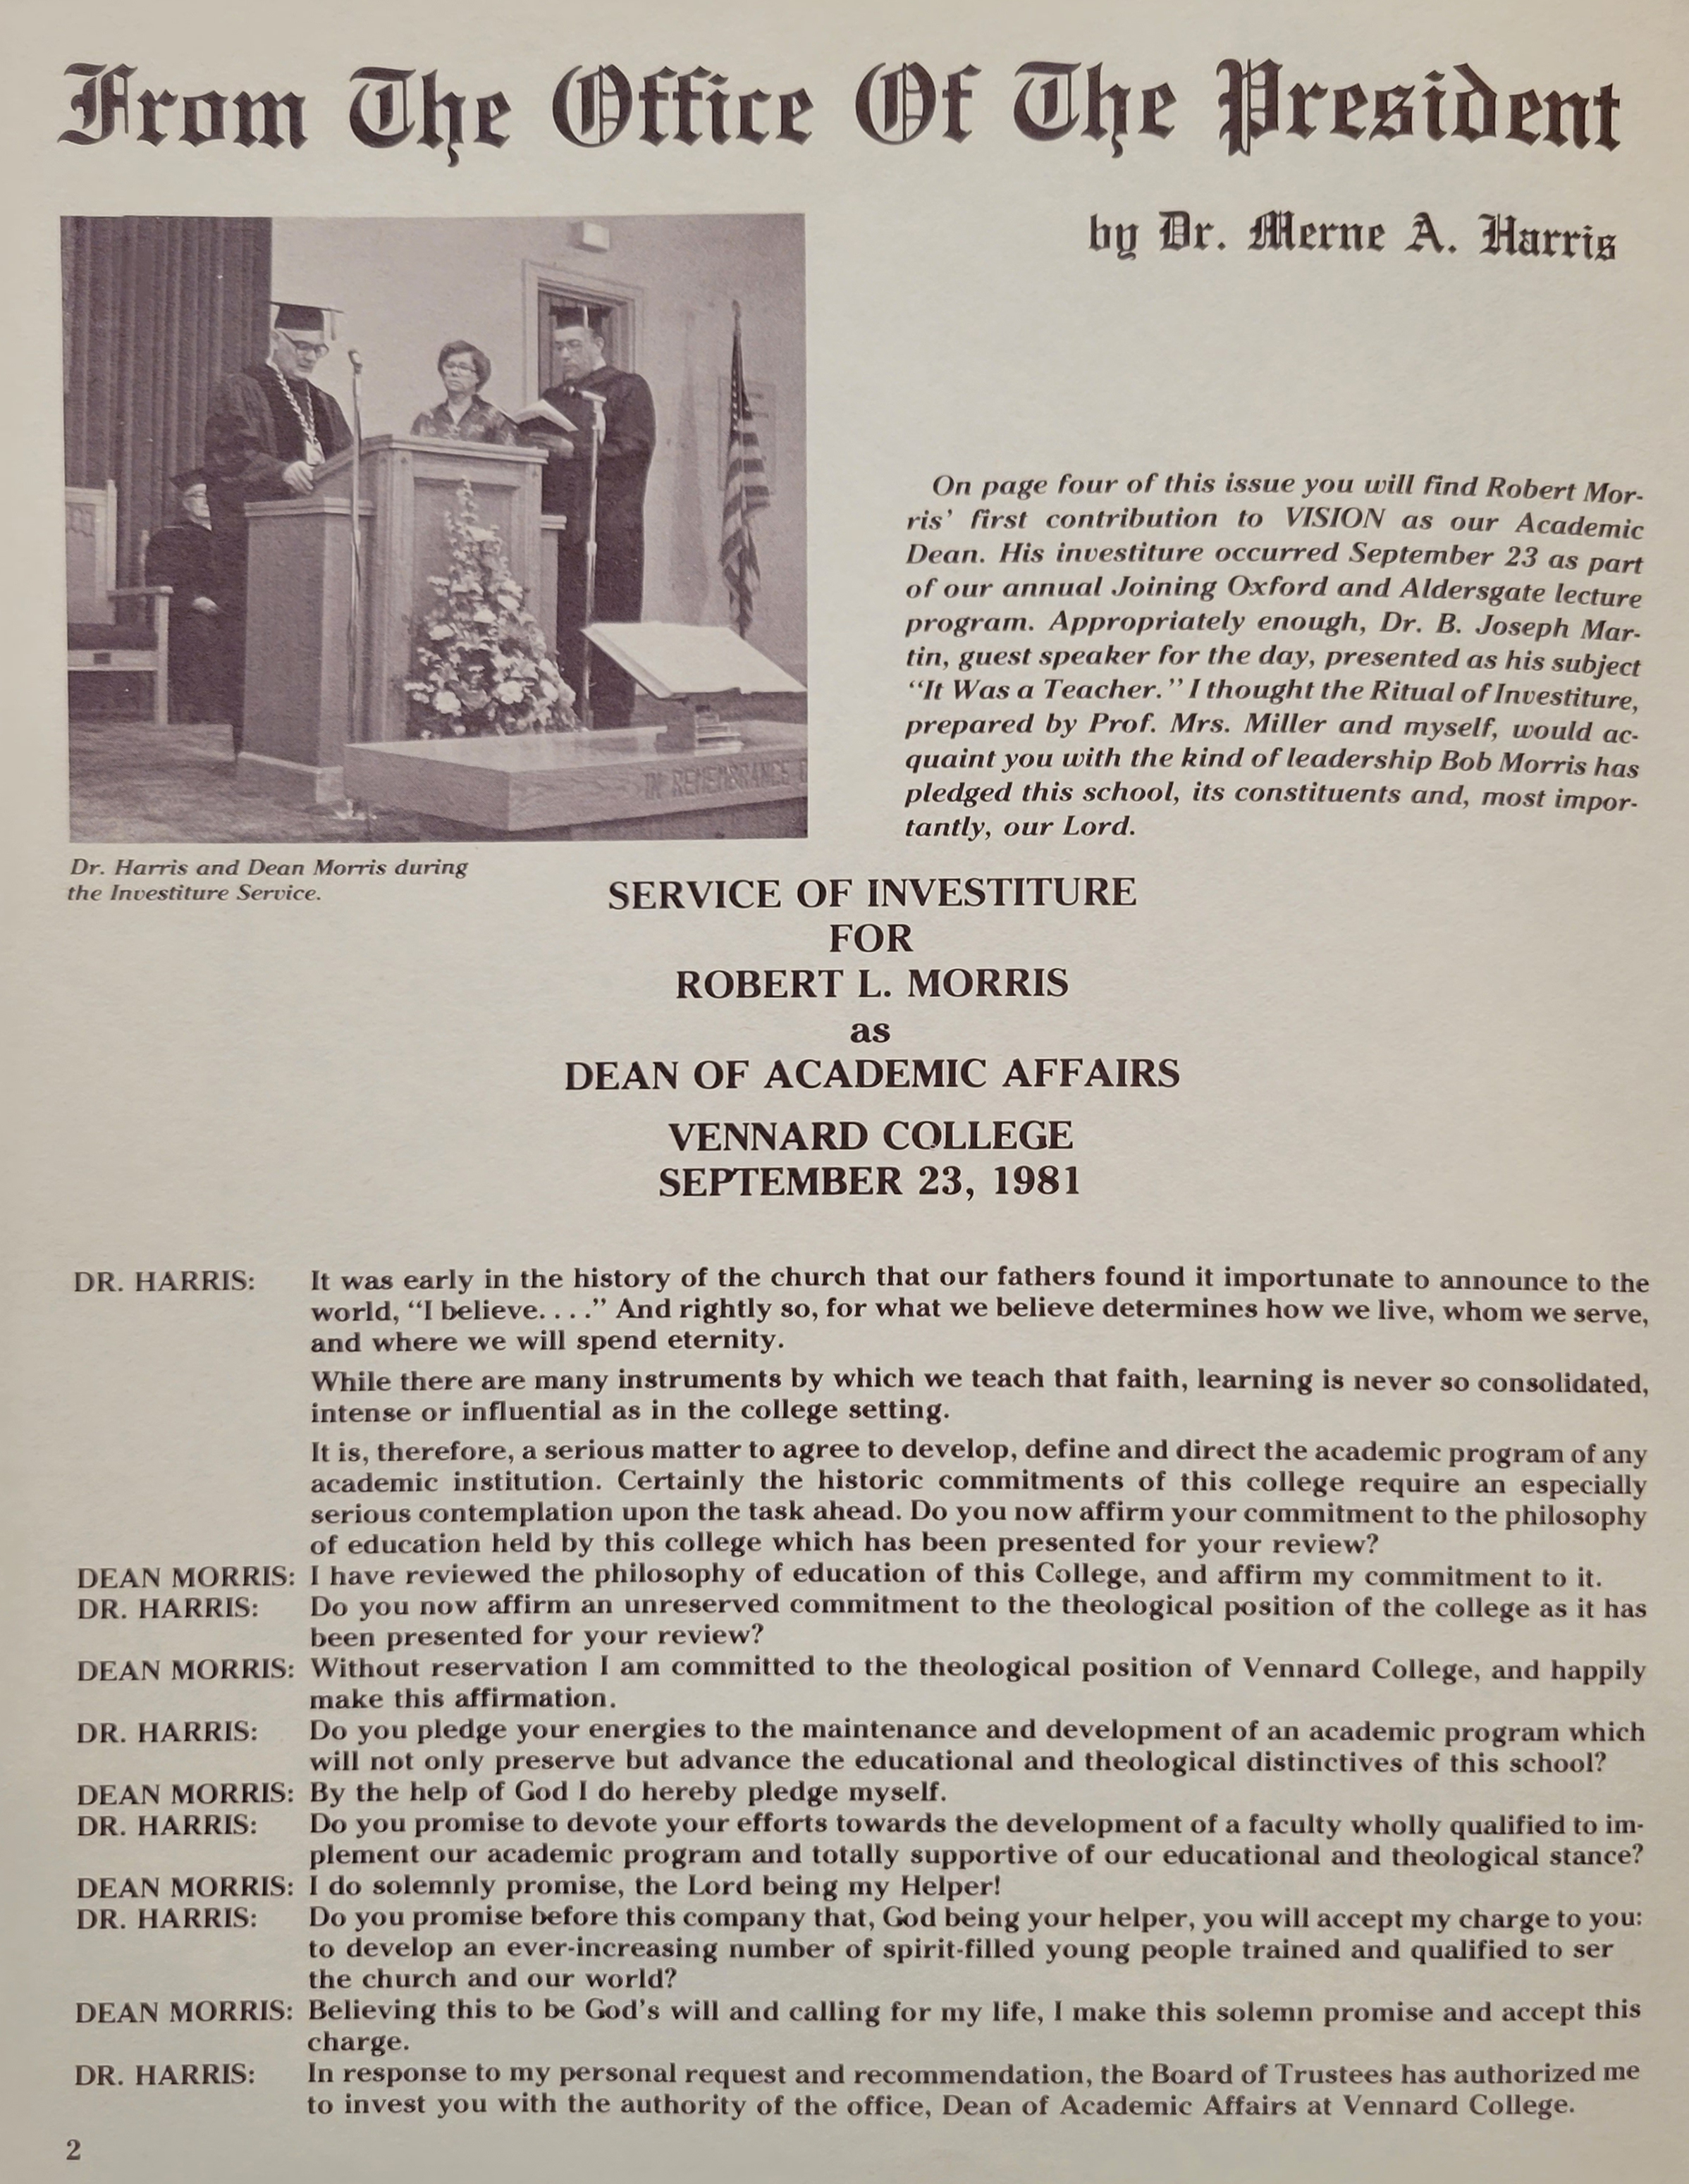 From The Office Of The President
by Dr. Merne A. Harris
On page four of this issue you will find Robert Mor-
ris' first contribution to VISION as our Academic
Dean. His investiture occurred September 23 as part
of our annual Joining Oxford and Aldersgate lecture
program. Appropriately enough, Dr. B. Joseph Mar-
tin, guest speaker for the day, presented as his subject
"It Was a Teacher." I thought the Ritual of Investiture,
prepared by Prof. Mrs. Miller and myself, would ac-
quaint you with the kind of leadership Bob Morris has
pledged this school, its constituents and, most impor-
tantly, our Lord.
IN REMEMBRANCE
Dr. Harris and Dean Morris during
the Investiture Service.
SERVICE OF INVESTITURE
FOR
ROBERT L. MORRIS
as
DEAN OF ACADEMIC AFFAIRS
VENNARD COLLEGE
SEPTEMBER 23, 1981
DR. HARRIS: It was early in the history of the church that our fathers found it importunate to announce to the
world, "I believe. . . ." And rightly so, for what we believe determines how we live, whom we serve,
and where we will spend eternity.
While there are many instruments by which we teach that faith, learning is never so consolidated,
intense or influential as in the college setting.
It is, therefore, a serious matter to agree to develop, define and direct the academic program of any
academic institution. Certainly the historic commitments of this college require an especially
serious contemplation upon the task ahead. Do you now affirm your commitment to the philosophy
of education held by this college which has been presented for your review?
DEAN MORRIS: I have reviewed the philosophy of education of this College, and affirm my commitment to it.
DR. HARRIS: Do you now affirm an unreserved commitment to the theological position of the college as it has
been presented for your review?
DEAN MORRIS: Without reservation I am committed to the theological position of Vennard College, and happily
make this affirmation.
DR. HARRIS: Do you pledge your energies to the maintenance and development of an academic program which
will not only preserve but advance the educational and theological distinctives of this school?
DEAN MORRIS: By the help of God I do hereby pledge myself.
DR. HARRIS: Do you promise to devote your efforts towards the development of a faculty wholly qualified to im-
plement our academic program and totally supportive of our educational and theological stance?
DEAN MORRIS: I do solemnly promise, the Lord being my Helper!
DR. HARRIS: Do you promise before this company that, God being your helper, you will accept my charge to you:
to develop an ever-increasing number of spirit-filled young people trained and qualified to ser
the church and our world?
DEAN MORRIS: Believing this to be God's will and calling for my life, I make this solemn promise and accept this
charge.
DR. HARRIS: In response to my personal request and recommendation, the Board of Trustees has authorized me
to invest you with the authority of the office, Dean of Academic Affairs at Vennard College.
2